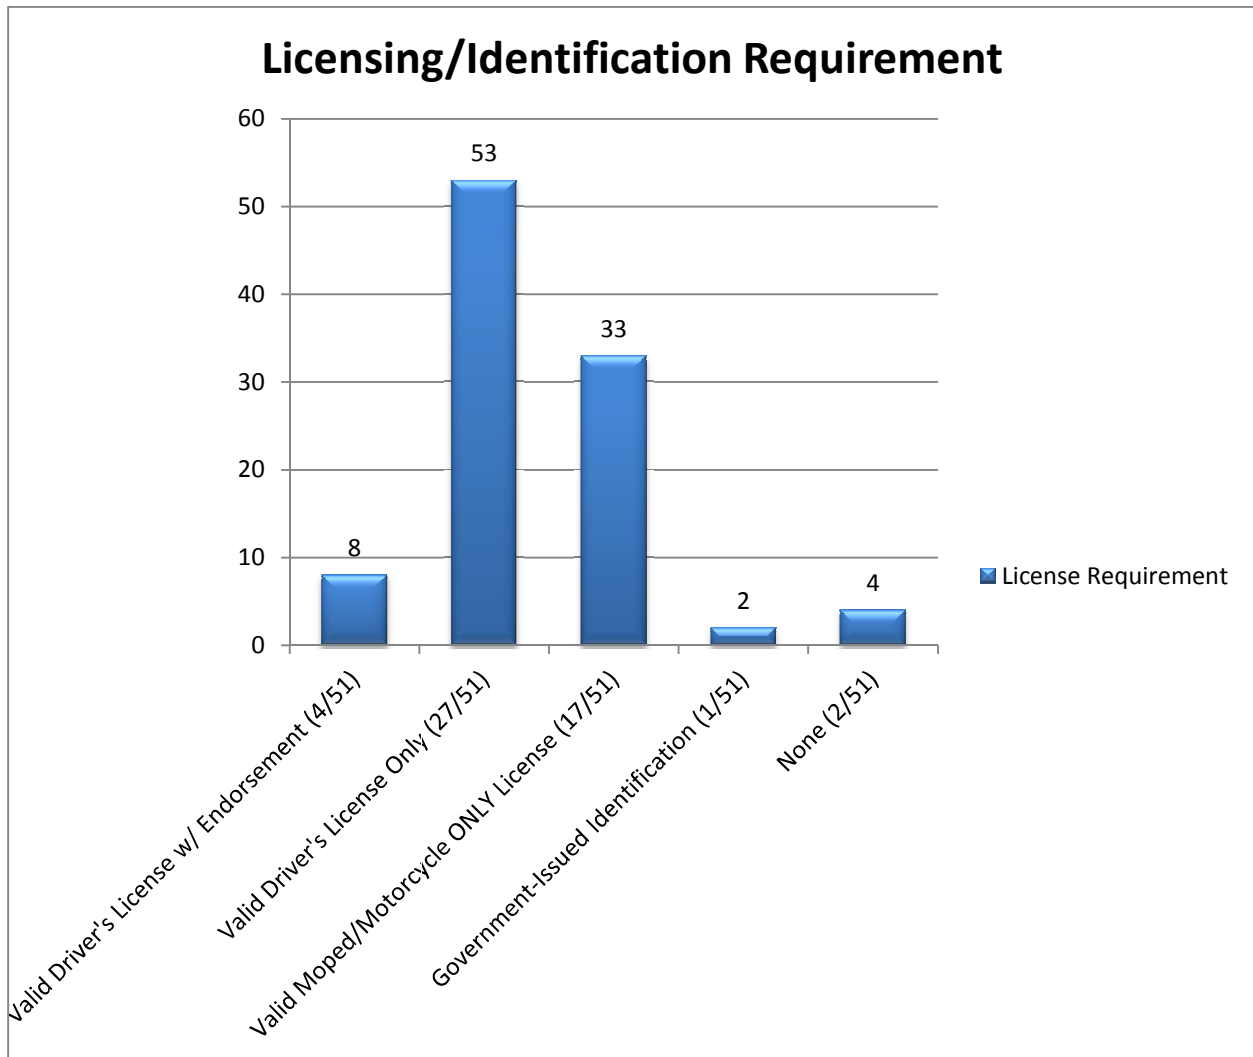 Licensing/Identification Requirement
60
50
40
30
20
10
0
8
53
33
2
4
Valid Driver's License w/ Endorsement (4/51)
Valid Driver's License Only (27/51)
Valid Moped/Motorcycle ONLY License (17/51)
Government-Issued Identification (1/51)
None (2/51)
License Requirement